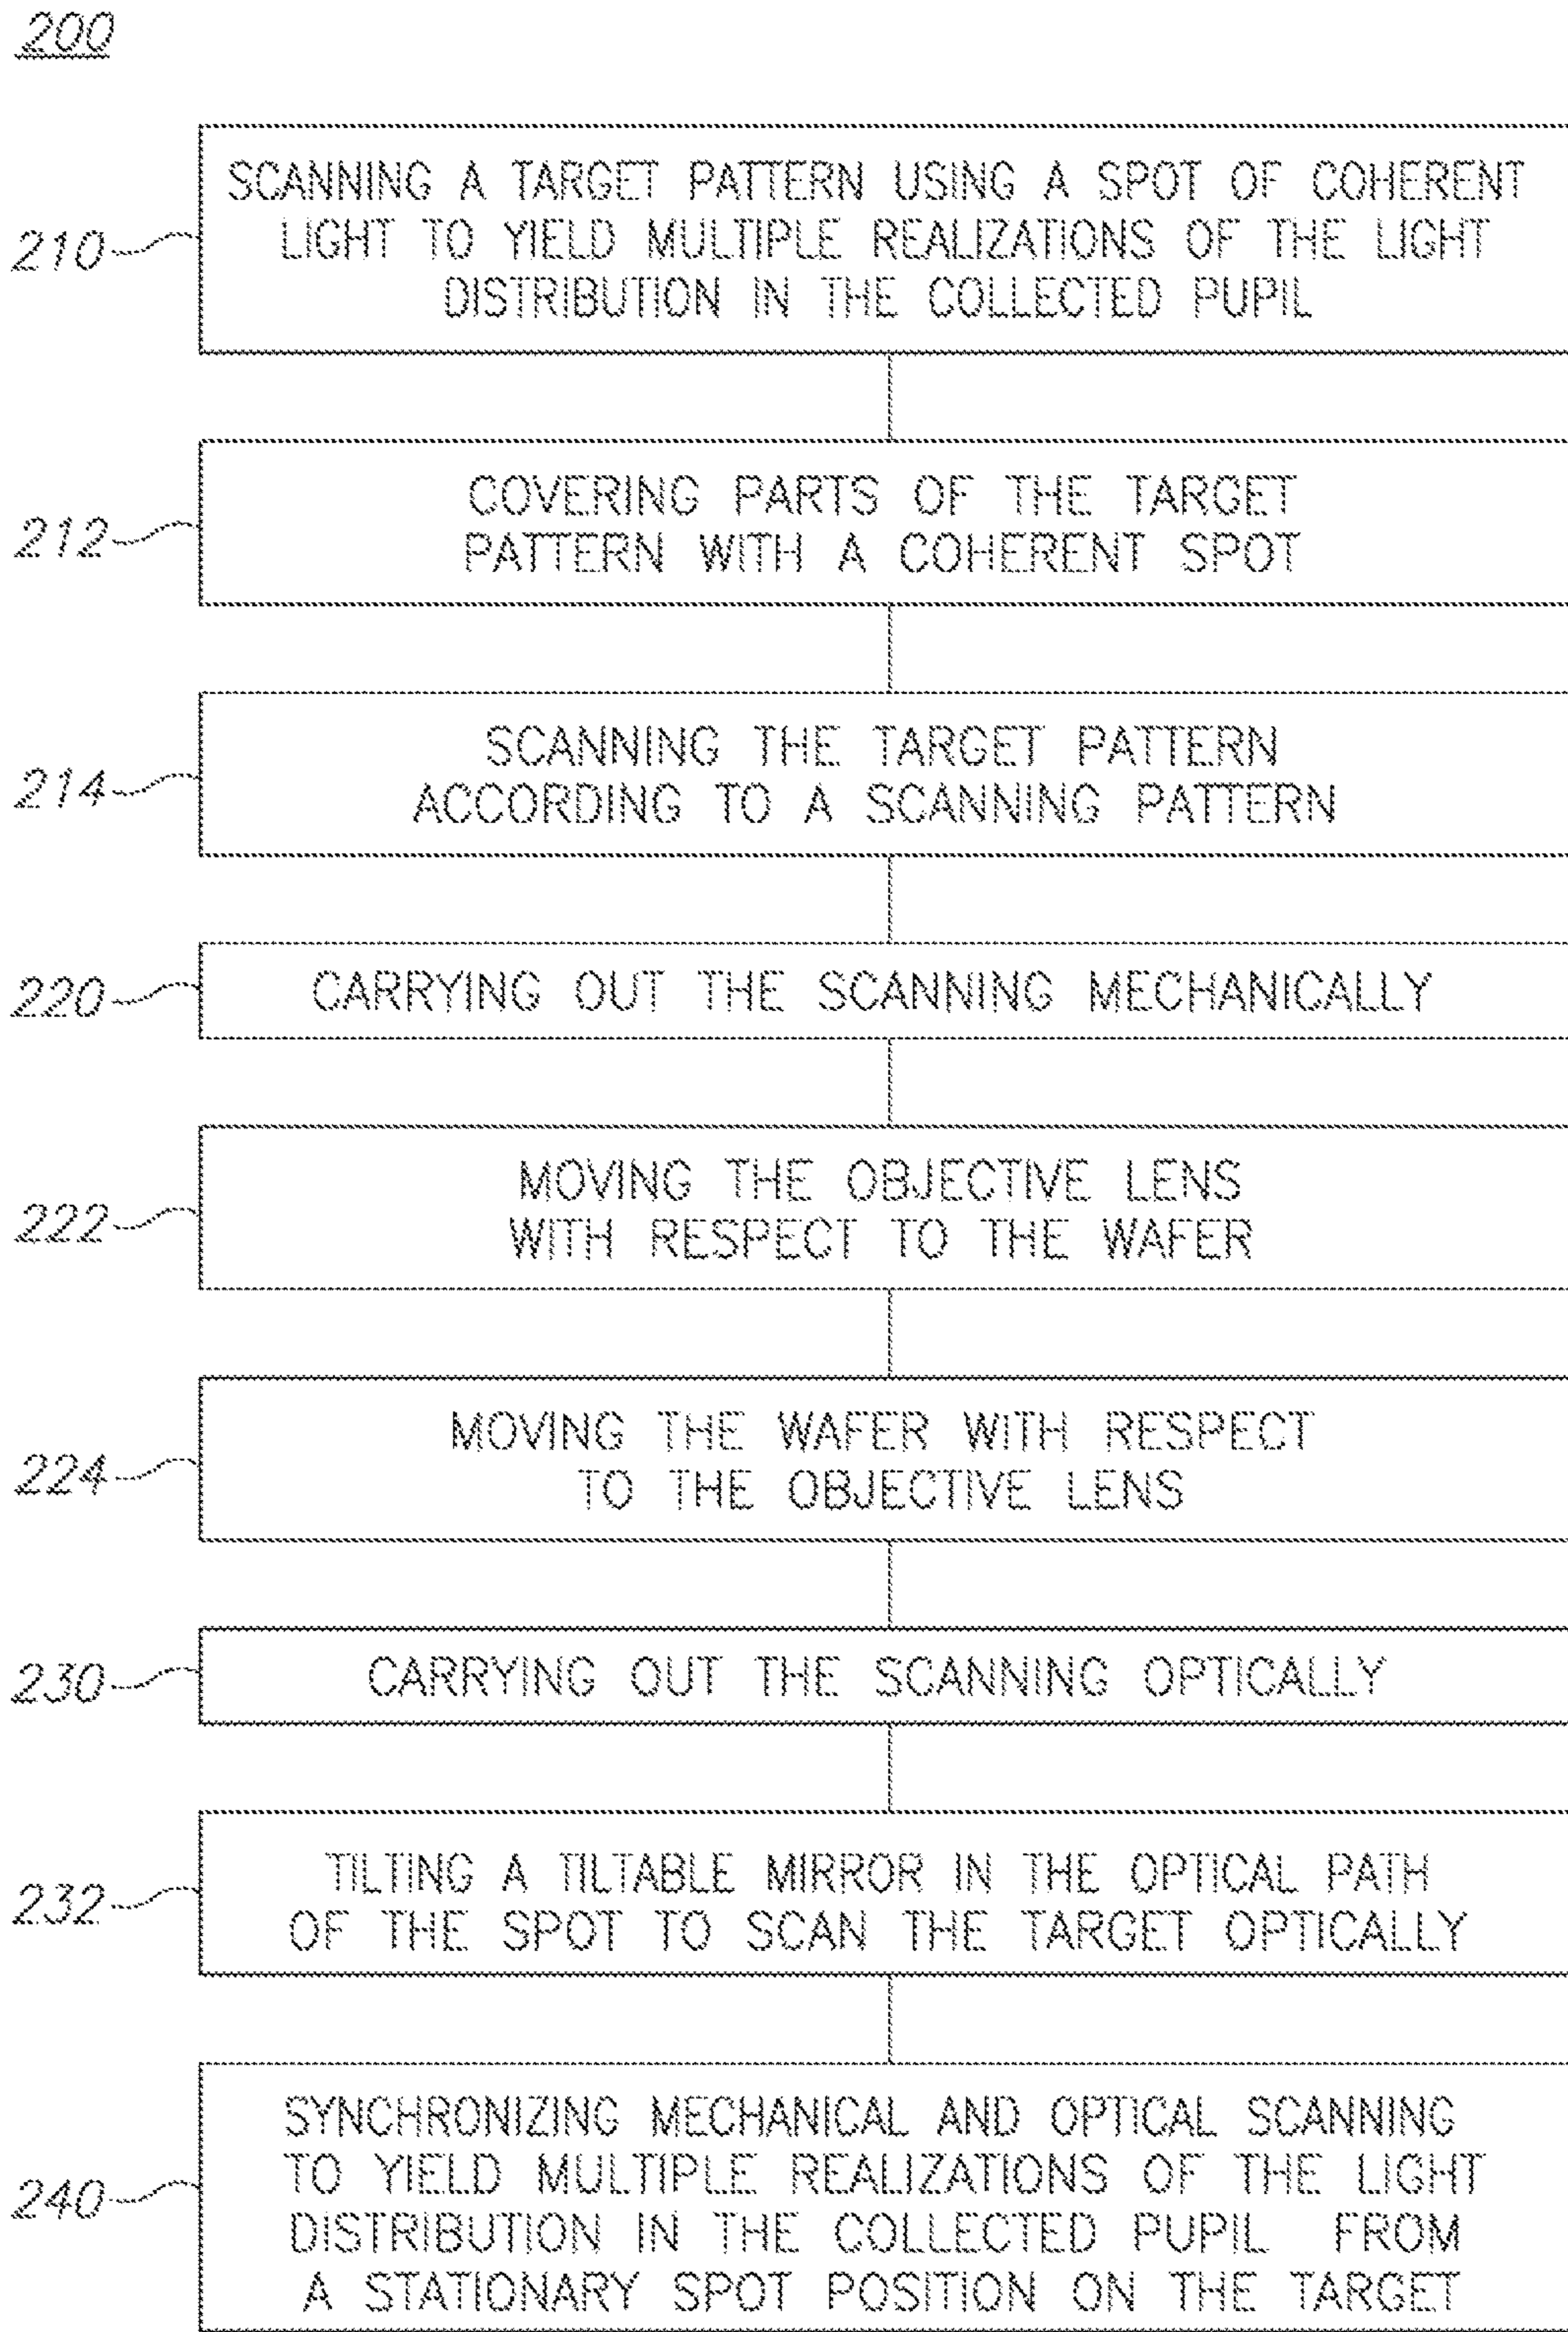 200
SCANNING A TARGET PATTERN USING A SPOT OF COHERENT
LIGHT TO YIELD MULTIPLE REALIZATIONS OF THE LIGHT
DISTRIBUTION IN THE COLLECTED PUPIL
210
COVERING PARTS OF THE TARGET
PATTERN WITH A COHERENT SPOT
212
SCANNING THE TARGET PATTERN
ACCORDING TO A SCANNING PATTERN
214
CARRYING OUT THE SCANNING MECHANICALLY
220
MOVING THE OBJECTIVE LENS
WITH RESPECT TO THE WAFER
222
MOVING THE WAFER WITH RESPECT
TO THE OBJECTIVE LENS
224
CARRYING OUT THE SCANNING OPTICALLY
230
TILTING A TILTABLE MIRROR IN THE OPTICAL PATH
OF THE SPOT TO SCAN THE TARGET OPTICALLY
232
SYNCHRONIZING MECHANICAL AND OPTICAL SCANNING
TO YIELD MULTIPLE REALIZATIONS OF THE LIGHT
DISTRIBUTION IN THE COLLECTED PUPIL FROM
A STATIONARY SPOT POSITION ON THE TARGET
240